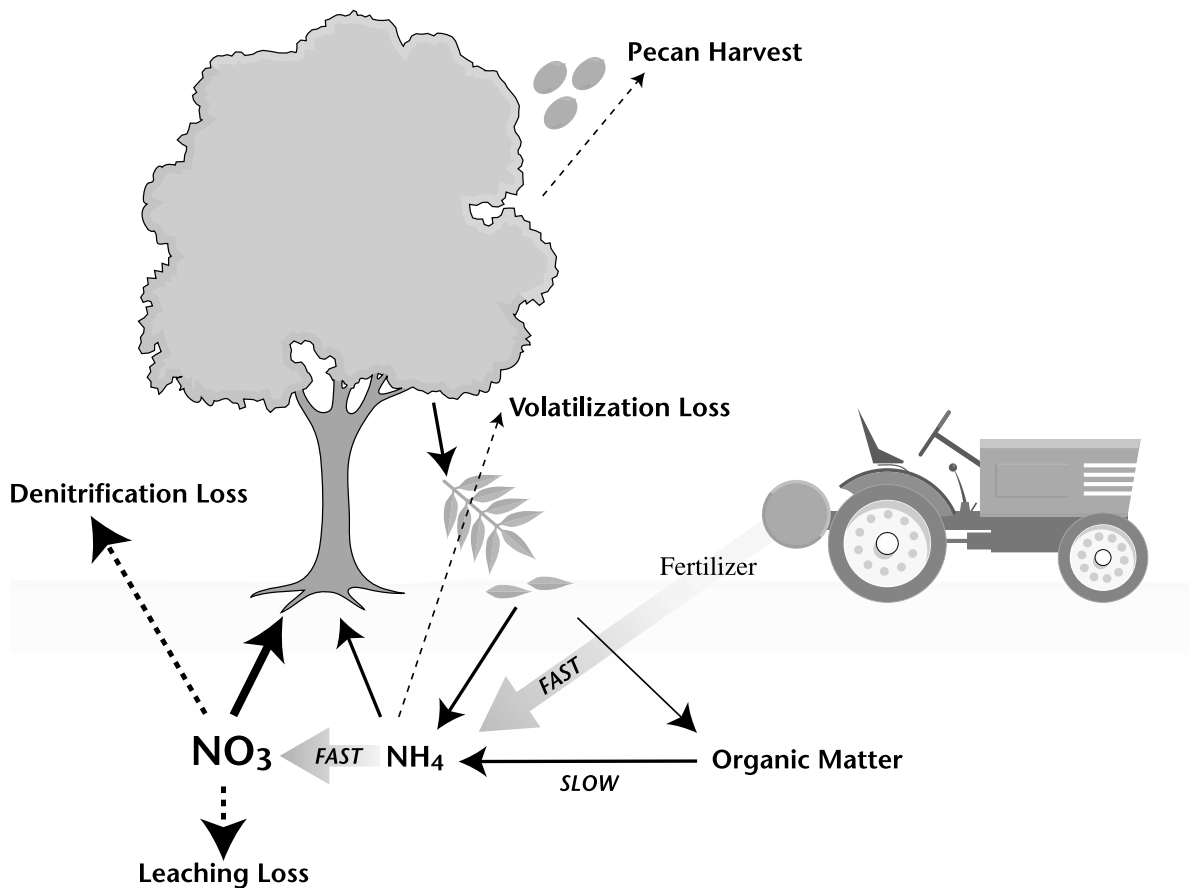 Pecan Harvest
Volatilization Loss
Denitrification Loss
Fertilizer
FAST
NO₃
FAST
NH₄
Organic Matter
SLOW
Leaching Loss